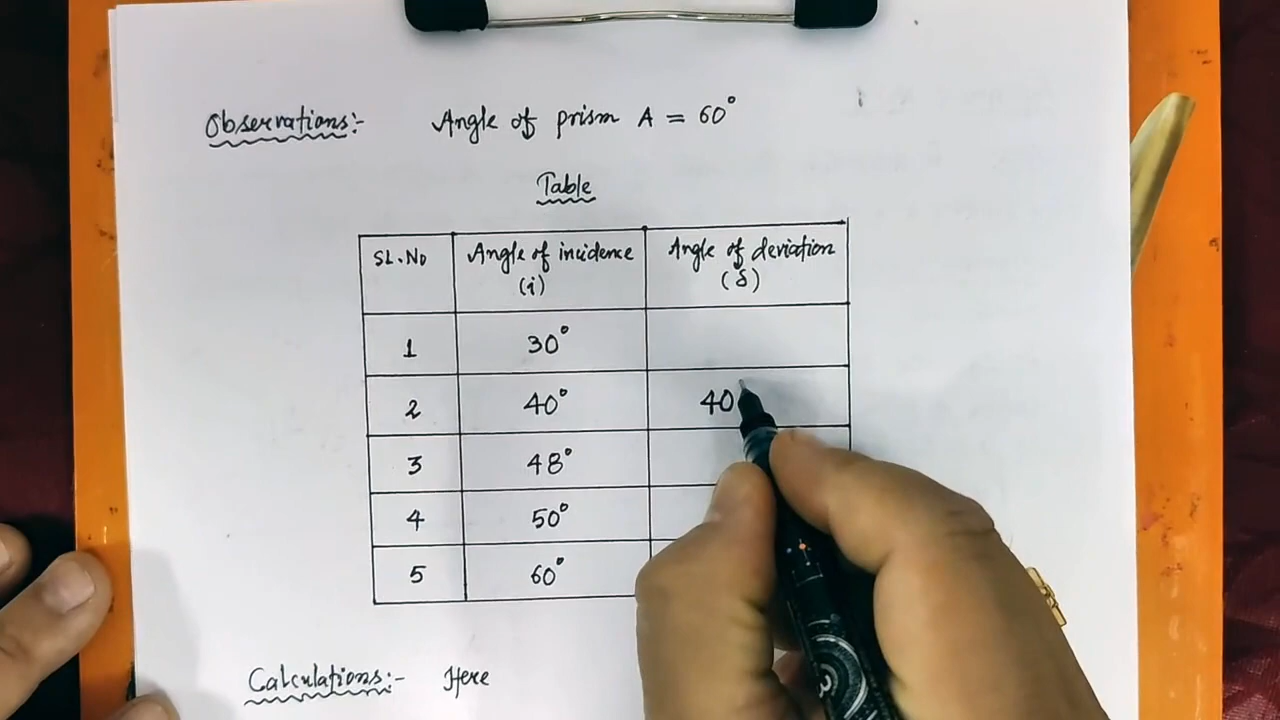 Observations:- Angle of prism A = 60°
Table
SL.No Angle of incidence (i) Angle of deviation (δ)
1 30°
2 40° 40
3 48°
4 50°
5 60°
Calculations:- Here